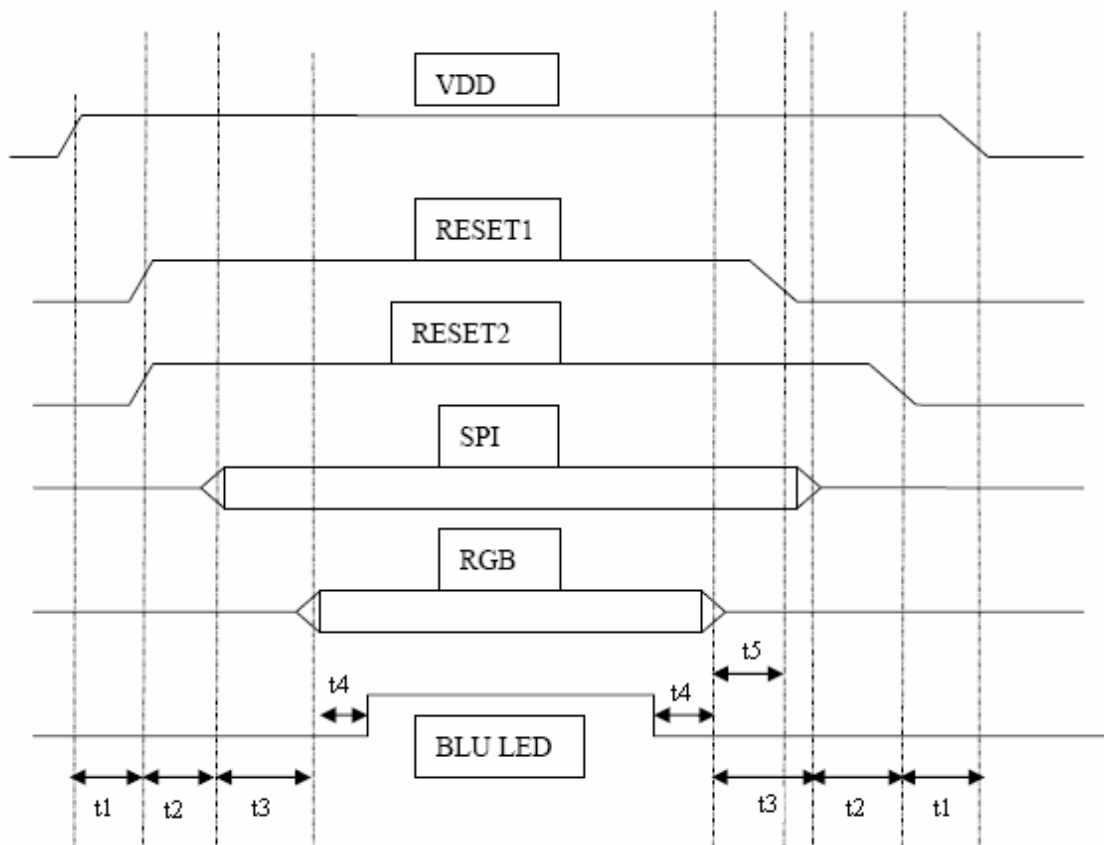 VDD
RESET1
RESET2
SPI
RGB
t5
t4 t4
BLU LED
t1 t2 t3 t3 t2 t1